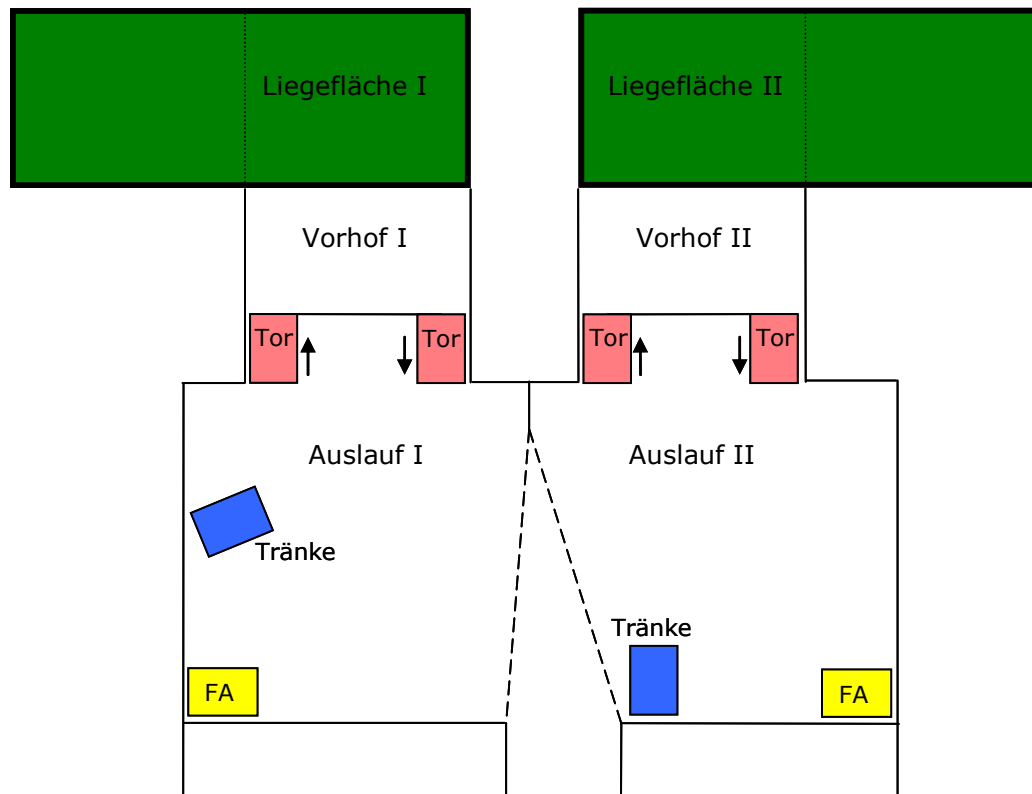 Liegefläche I
Liegefläche II
Vorhof I
Vorhof II
Tor
Tor
Tor
Tor
Auslauf I
Auslauf II
Tränke
Tränke
FA
FA